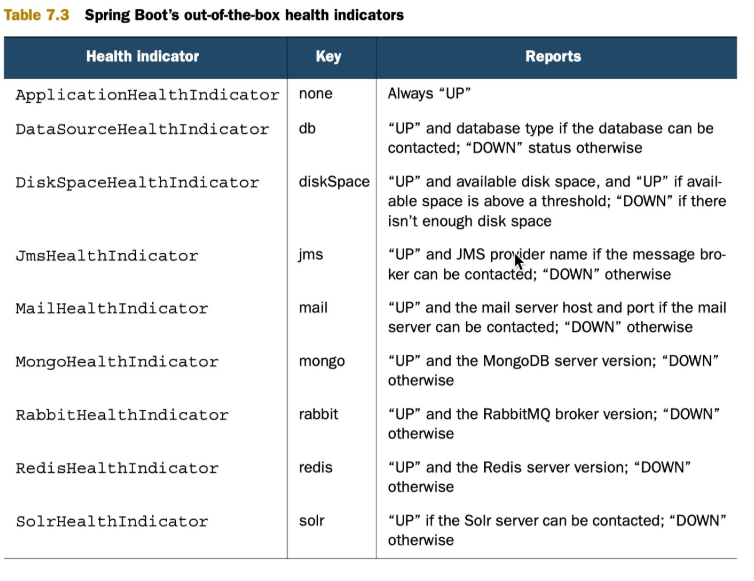 Table 7.3 Spring Boot’s out-of-the-box health indicators
Health indicator Key Reports
ApplicationHealthIndicator none Always “UP”
DataSourceHealthIndicator db “UP” and database type if the database can be
contacted; “DOWN” status otherwise
DiskSpaceHealthIndicator diskSpace “UP” and available disk space, and “UP” if avail-
able space is above a threshold; “DOWN” if there
isn’t enough disk space
JmsHealthIndicator jms “UP” and JMS provider name if the message bro-
ker can be contacted; “DOWN” otherwise
MailHealthIndicator mail “UP” and the mail server host and port if the mail
server can be contacted; “DOWN” otherwise
MongoHealthIndicator mongo “UP” and the MongoDB server version; “DOWN”
otherwise
RabbitHealthIndicator rabbit “UP” and the RabbitMQ broker version; “DOWN”
otherwise
RedisHealthIndicator redis “UP” and the Redis server version; “DOWN”
otherwise
SolrHealthIndicator solr “UP” if the Solr server can be contacted; “DOWN”
otherwise